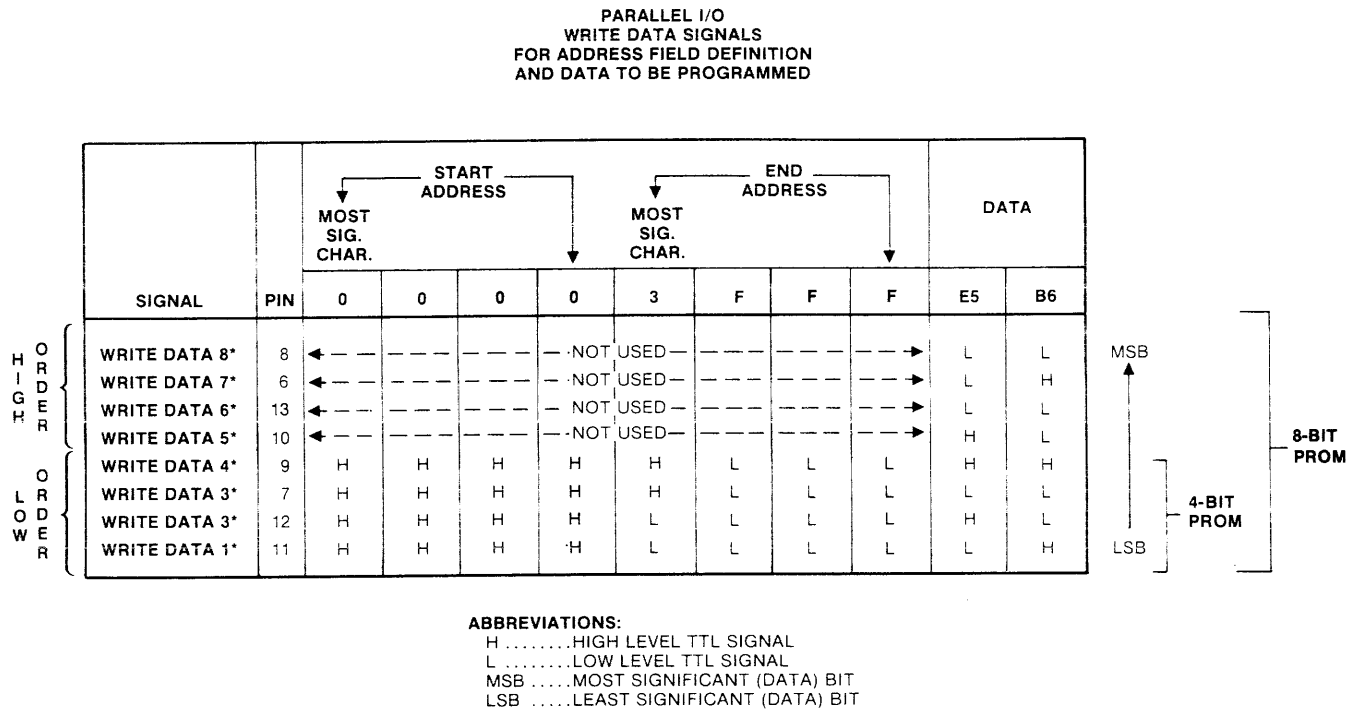 PARALLEL I/O
WRITE DATA SIGNALS
FOR ADDRESS FIELD DEFINITION
AND DATA TO BE PROGRAMMED
START
ADDRESS
END
ADDRESS
MOST
SIG.
CHAR.
MOST
SIG.
CHAR.
DATA
SIGNAL PIN 0 0 0 0 3 F F F E5 B6
HIGH ORDER
WRITE DATA 8* 8 NOT USED L L MSB
WRITE DATA 7* 6 NOT USED L H
WRITE DATA 6* 13 NOT USED L L
WRITE DATA 5* 10 NOT USED H L
LOW ORDER
WRITE DATA 4* 9 H H H H H L L L H H
WRITE DATA 3* 7 H H H H H L L L L L
WRITE DATA 3* 12 H H H H L L L L H L
WRITE DATA 1* 11 H H H H L L L L L H LSB
4-BIT
PROM
8-BIT
PROM
ABBREVIATIONS:
H ........HIGH LEVEL TTL SIGNAL
L ........LOW LEVEL TTL SIGNAL
MSB .....MOST SIGNIFICANT (DATA) BIT
LSB .....LEAST SIGNIFICANT (DATA) BIT